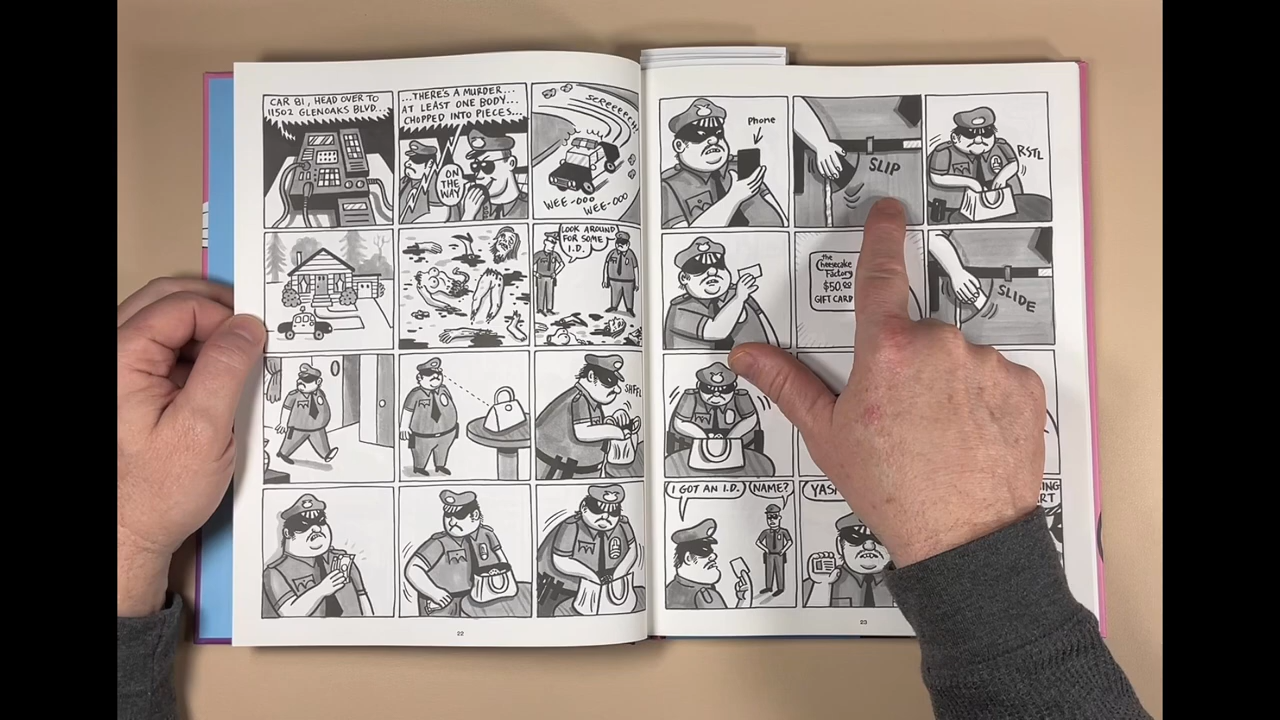 CAR 81, HEAD OVER TO
11502 GLENOAKS BLVD...
...THERE'S A MURDER...
AT LEAST ONE BODY...
CHOPPED INTO PIECES...
ON
THE
WAY
SCREEEEECH!
WEE-OOO
WEE-OOO
LOOK AROUND
FOR SOME
I.D.
SHFFL
22
Phone
SLIP
RSTL
the
Cheesecake
Factory
$50.00
GIFT CARD
SLIDE
I GOT AN I.D.
NAME?
23